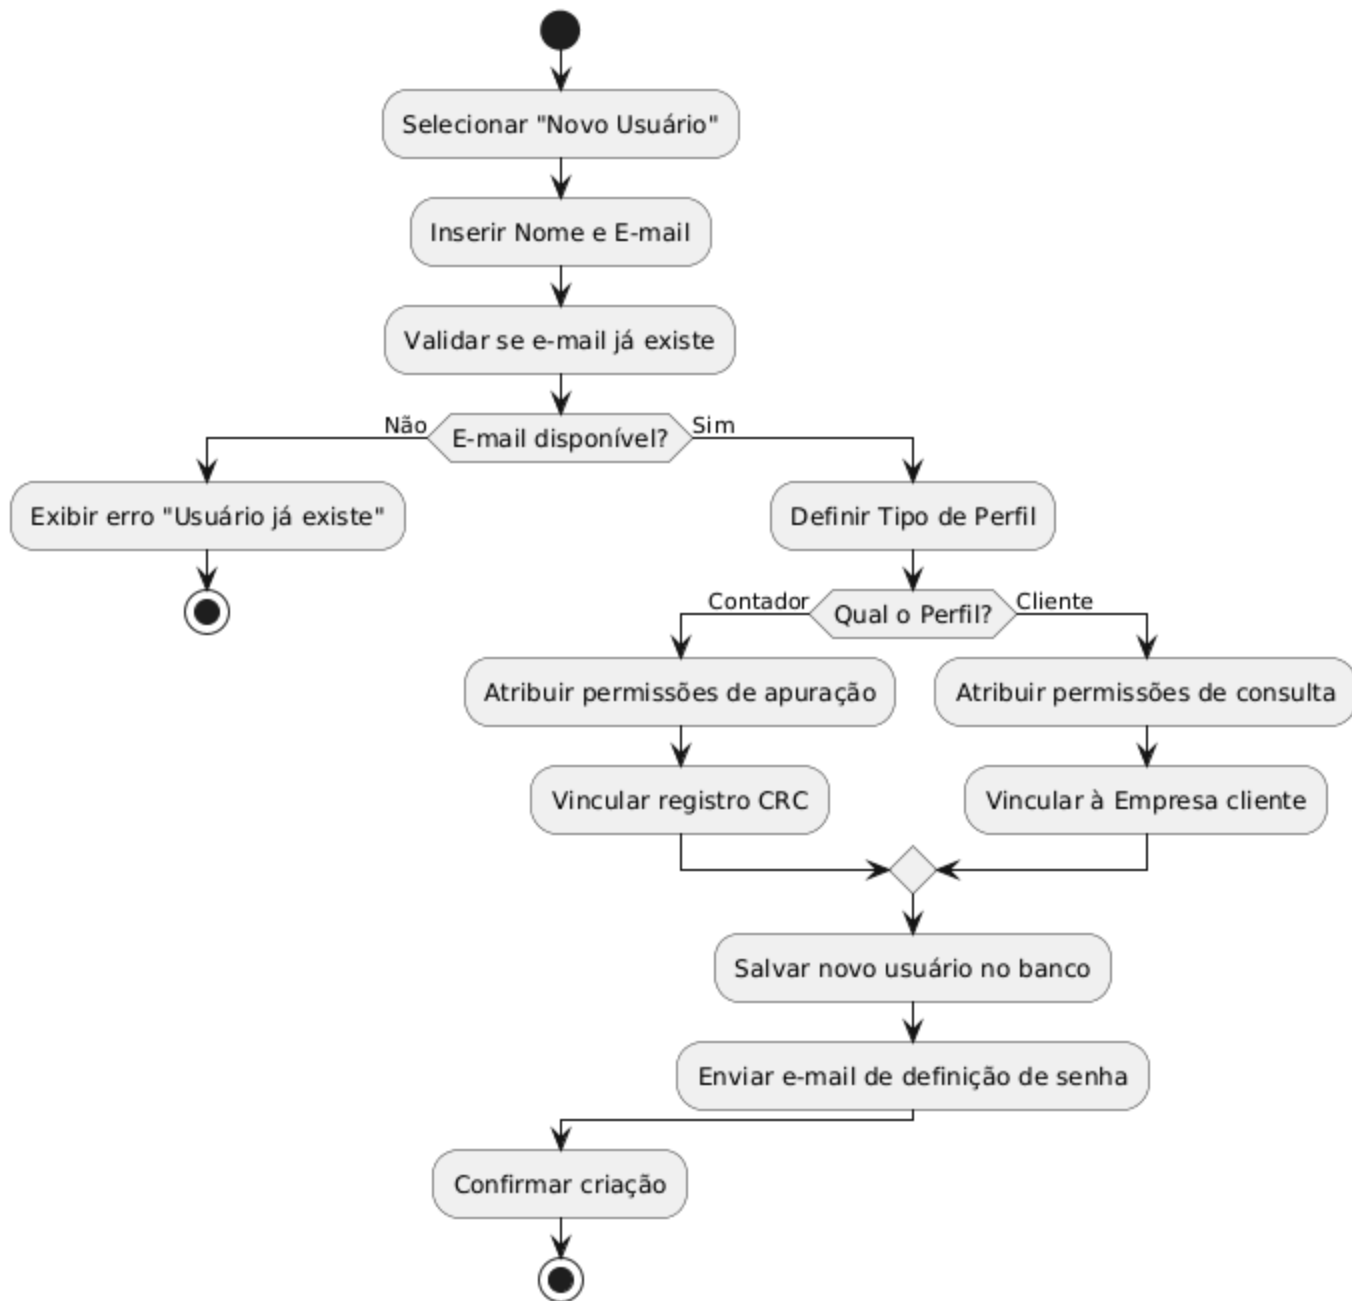 Selecionar "Novo Usuário"
Inserir Nome e E-mail
Validar se e-mail já existe
Não
E-mail disponível?
Sim
Exibir erro "Usuário já existe"
Definir Tipo de Perfil
Contador
Qual o Perfil?
Cliente
Atribuir permissões de apuração
Atribuir permissões de consulta
Vincular registro CRC
Vincular à Empresa cliente
Salvar novo usuário no banco
Enviar e-mail de definição de senha
Confirmar criação